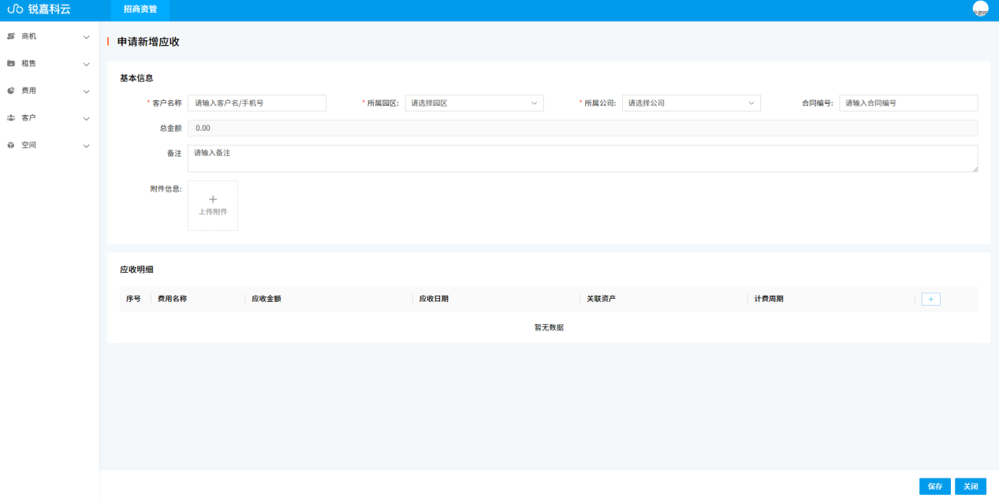 锐嘉科云 招商资管
商机
租售
费用
客户
空间
申请新增应收
基本信息
* 客户名称 请输入客户名/手机号 * 所属园区: 请选择园区 * 所属公司: 请选择公司 合同编号: 请输入合同编号
总金额 0.00
备注 请输入备注
附件信息:
+
上传附件
应收明细
序号 费用名称 应收金额 应收日期 关联资产 计费周期 +
暂无数据
保存 关闭